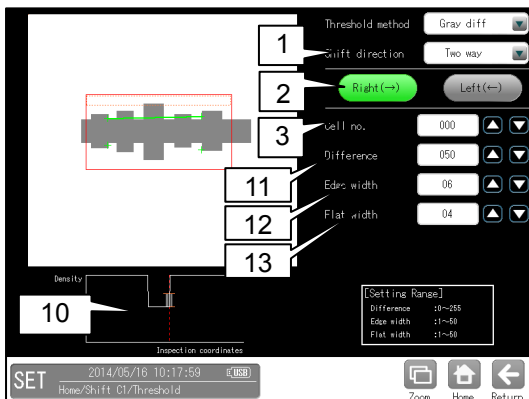 Threshold method Gray diff
1
Shift direction Two way
2
Right(→) Left(←)
3
Cell no. 000
11
Difference 050
12
Edge width 06
13
Flat width 04
Density
10
Inspection coordinates
[Setting Range]
Difference :0~255
Edge width :1~50
Flat width :1~50
SET
2014/05/16 10:17:59 USB
Home/Shift C1/Threshold
Zoom Home Return